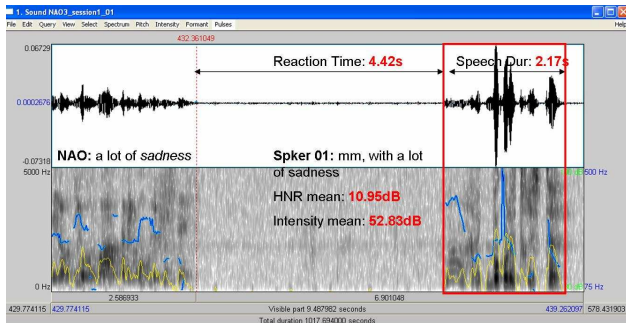 1. Sound NAO3_session1_01
File Edit Query View Select Spectrum Pitch Intensity Formant Pulses Help
432.361049
0.06729
Reaction Time: 4.42s
Speech Dur: 2.17s
0.0002676
-0.07318
NAO: a lot of sadness
Spker 01: mm, with a lot
of sadness
5000 Hz
500 Hz
HNR mean: 10.95dB
Intensity mean: 52.83dB
0 Hz
75 Hz
2.586933
6.901048
429.774115
429.774115
Visible part 9.487982 seconds
439.262097
578.431903
Total duration 1017.694000 seconds